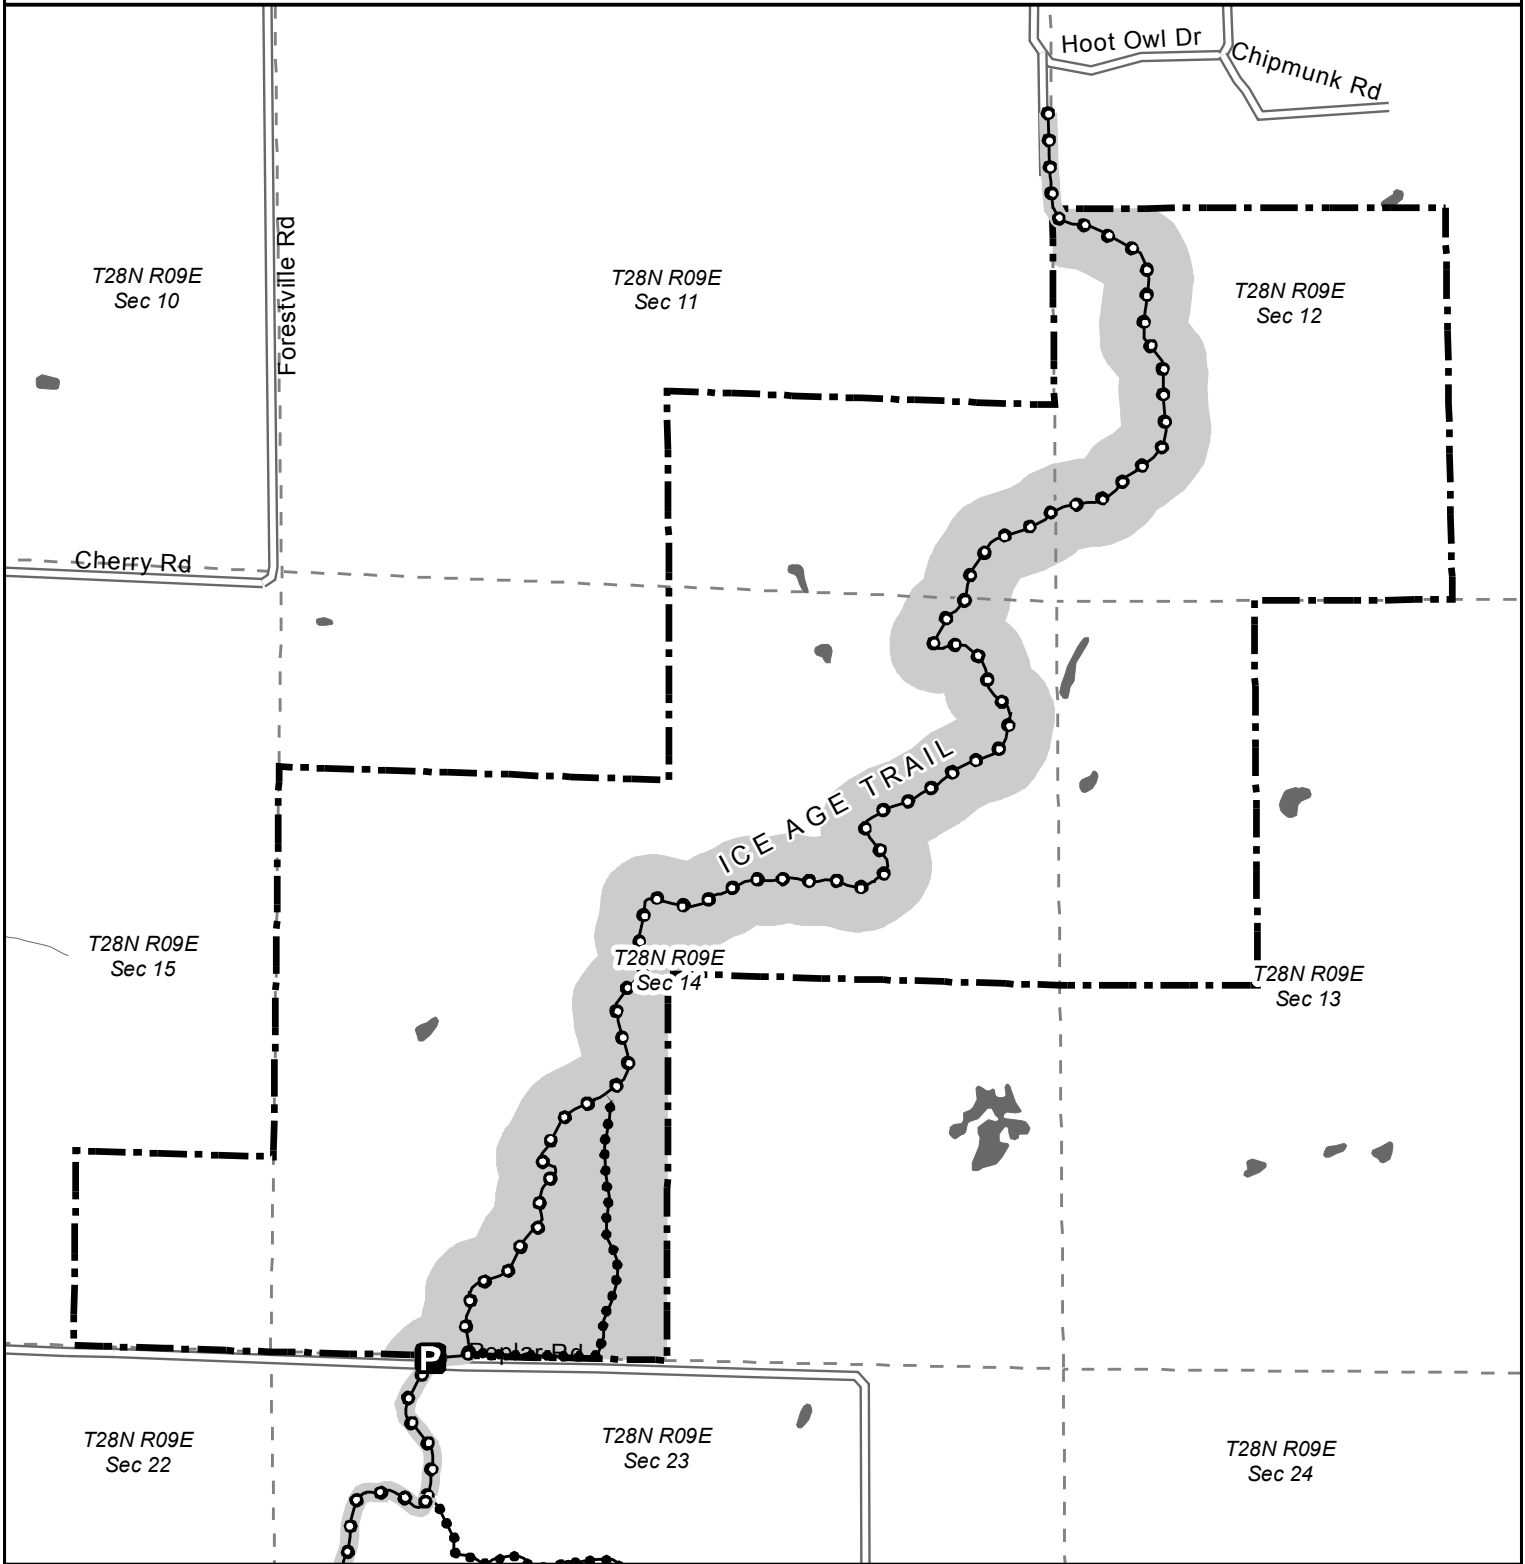 Hoot Owl Dr
Chipmunk Rd
Forestville Rd
T28N R09E
Sec 10
T28N R09E
Sec 11
T28N R09E
Sec 12
Cherry Rd
ICE AGE TRAIL
T28N R09E
Sec 15
T28N R09E
Sec 14
T28N R09E
Sec 13
P
Poplar Rd
T28N R09E
Sec 22
T28N R09E
Sec 23
T28N R09E
Sec 24